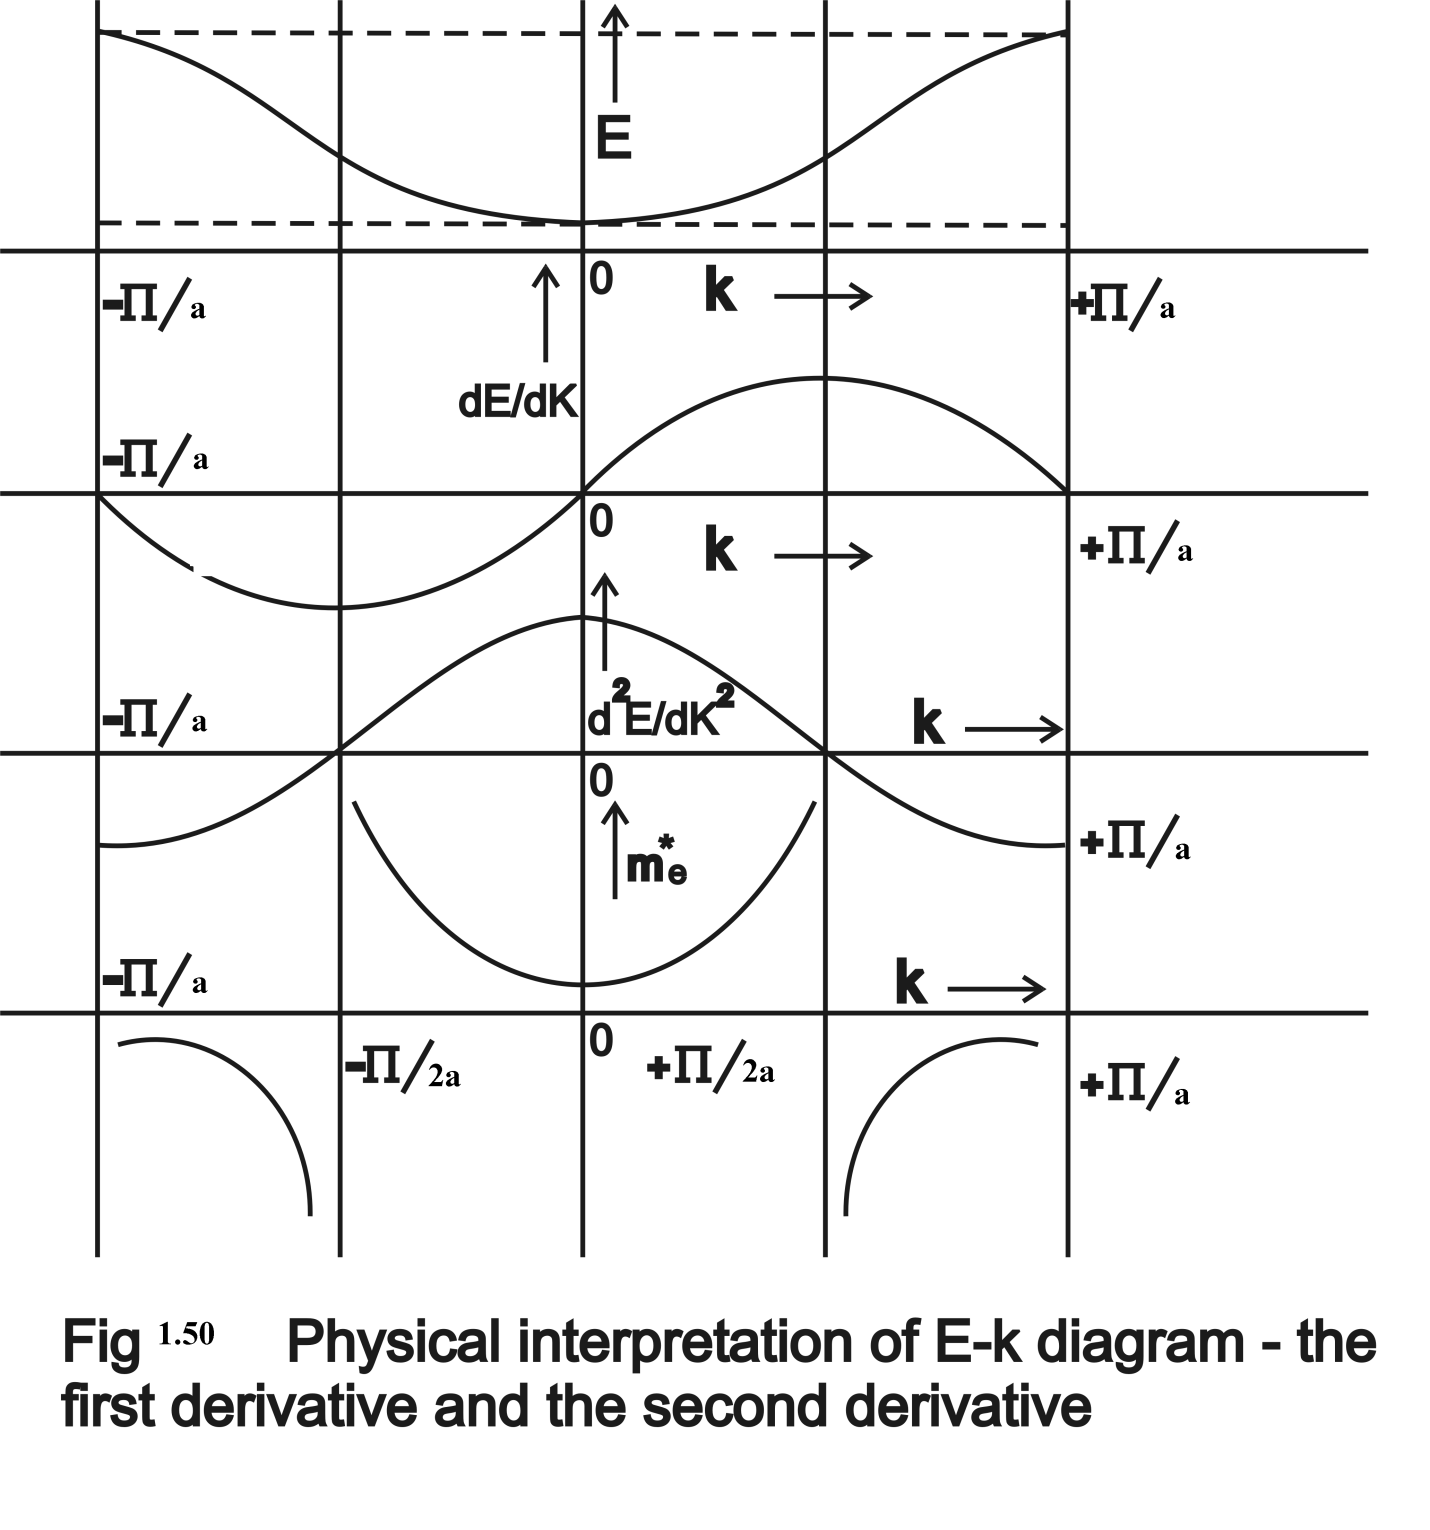 E
0
k
-Π/a
+Π/a
dE/dK
-Π/a
0
k
+Π/a
d²E/dK²
-Π/a
k
0
m*e
+Π/a
-Π/a
k
0
-Π/2a
+Π/2a
+Π/a
Fig 1.50 Physical interpretation of E-k diagram - the
first derivative and the second derivative